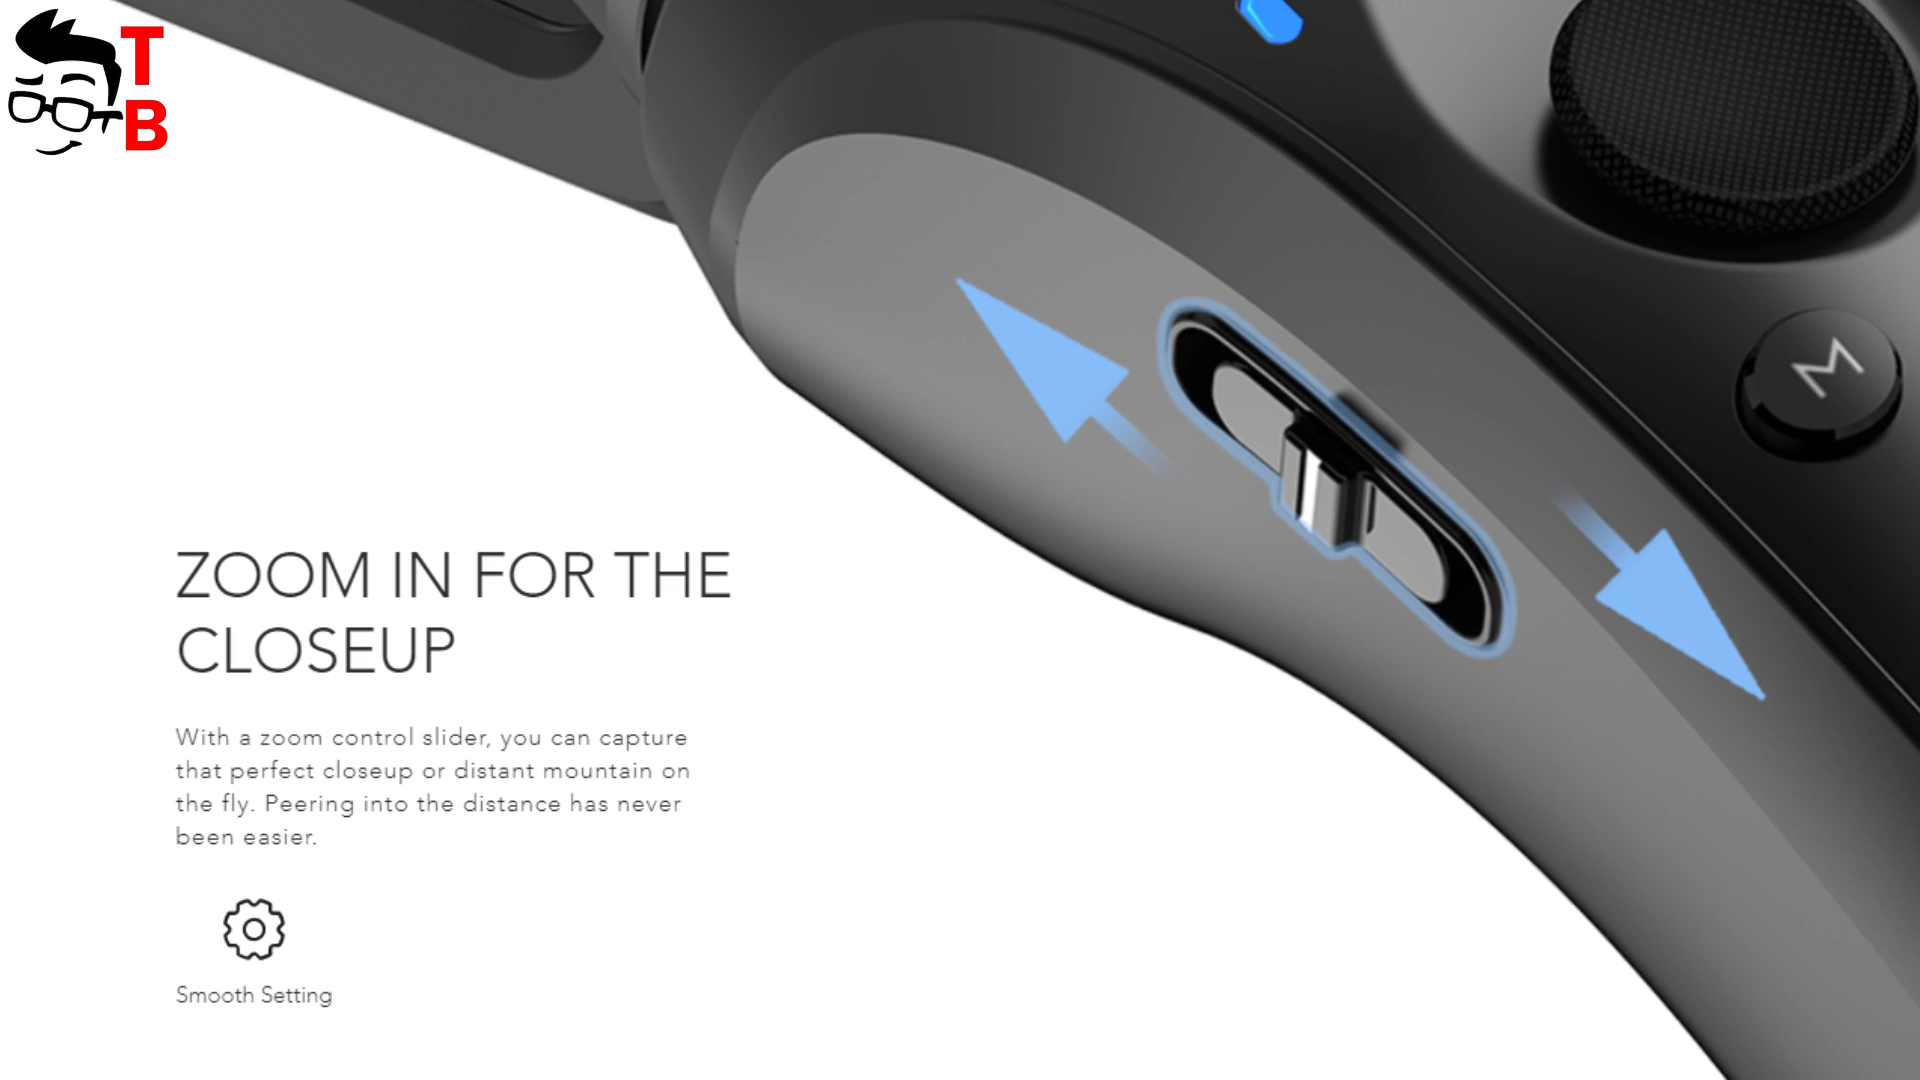 T
B
M
ZOOM IN FOR THE
CLOSEUP
With a zoom control slider, you can capture
that perfect closeup or distant mountain on
the fly. Peering into the distance has never
been easier.
Smooth Setting